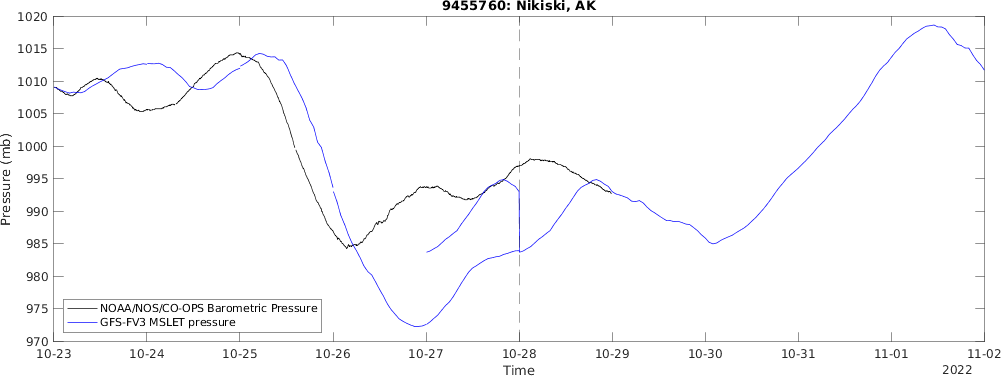 9455760: Nikiski, AK
Pressure (mb)
1020
1015
1010
1005
1000
995
990
985
980
975
970
NOAA/NOS/CO-OPS Barometric Pressure
GFS-FV3 MSLET pressure
10-23 10-24 10-25 10-26 10-27 10-28 10-29 10-30 10-31 11-01 11-02
Time
2022